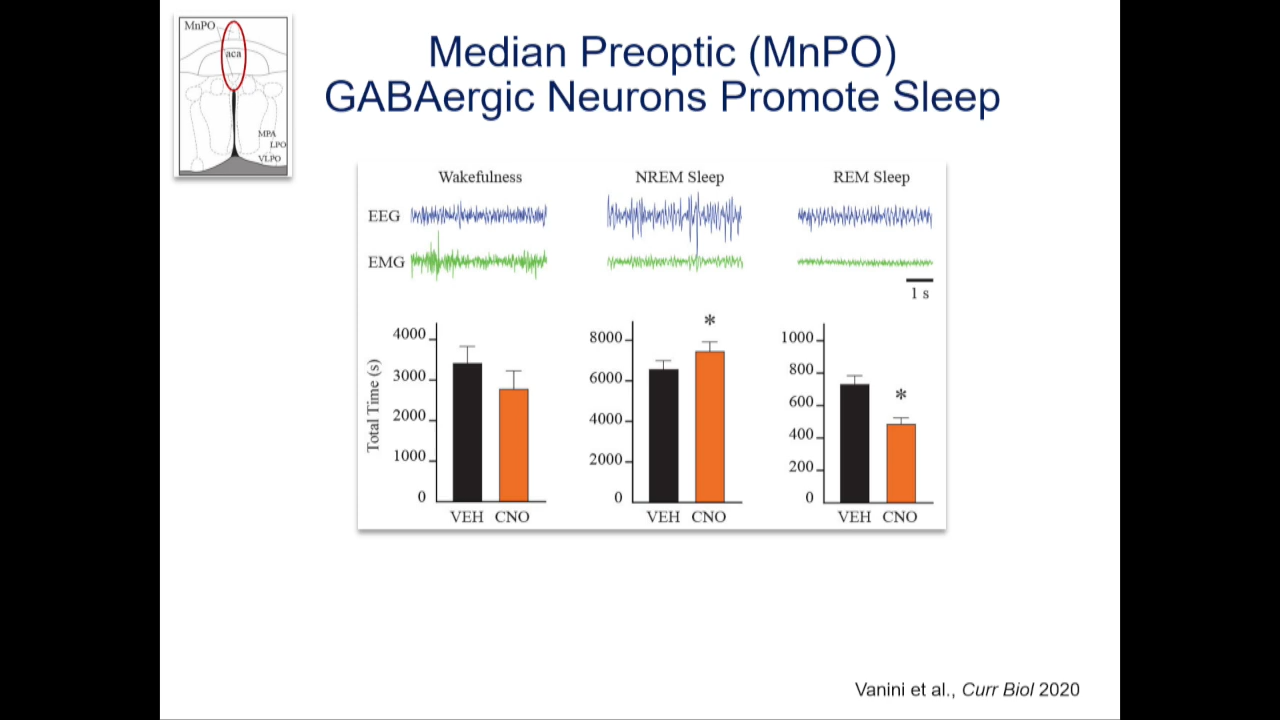 MnPO
aca
MPA
LPO
VLPO
Median Preoptic (MnPO)
GABAergic Neurons Promote Sleep
Wakefulness NREM Sleep REM Sleep
EEG
EMG
1 s
* *
Total Time (s)
4000
3000
2000
1000
0
VEH CNO
8000
6000
4000
2000
0
VEH CNO
1000
800
600
400
200
0
VEH CNO
Vanini et al., Curr Biol 2020